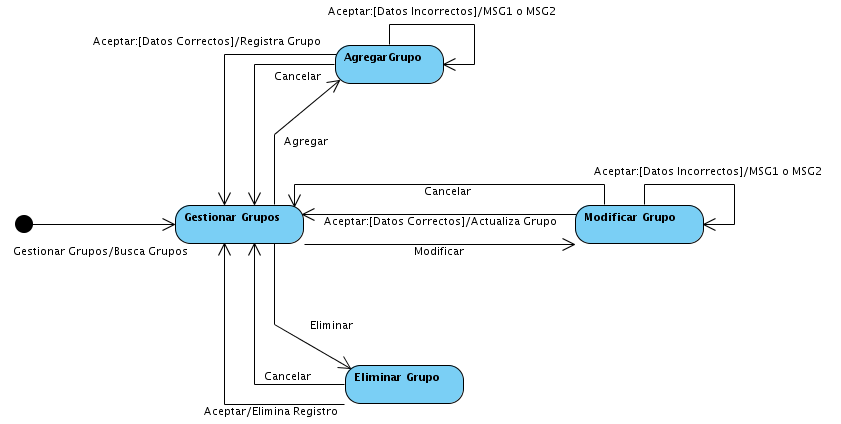 Aceptar:[Datos Incorrectos]/MSG1 o MSG2
Aceptar:[Datos Correctos]/Registra Grupo
AgregarGrupo
Cancelar
Agregar
Aceptar:[Datos Incorrectos]/MSG1 o MSG2
Cancelar
Gestionar Grupos
Aceptar:[Datos Correctos]/Actualiza Grupo
Modificar Grupo
Gestionar Grupos/Busca Grupos
Modificar
Eliminar
Cancelar
Eliminar Grupo
Aceptar/Elimina Registro